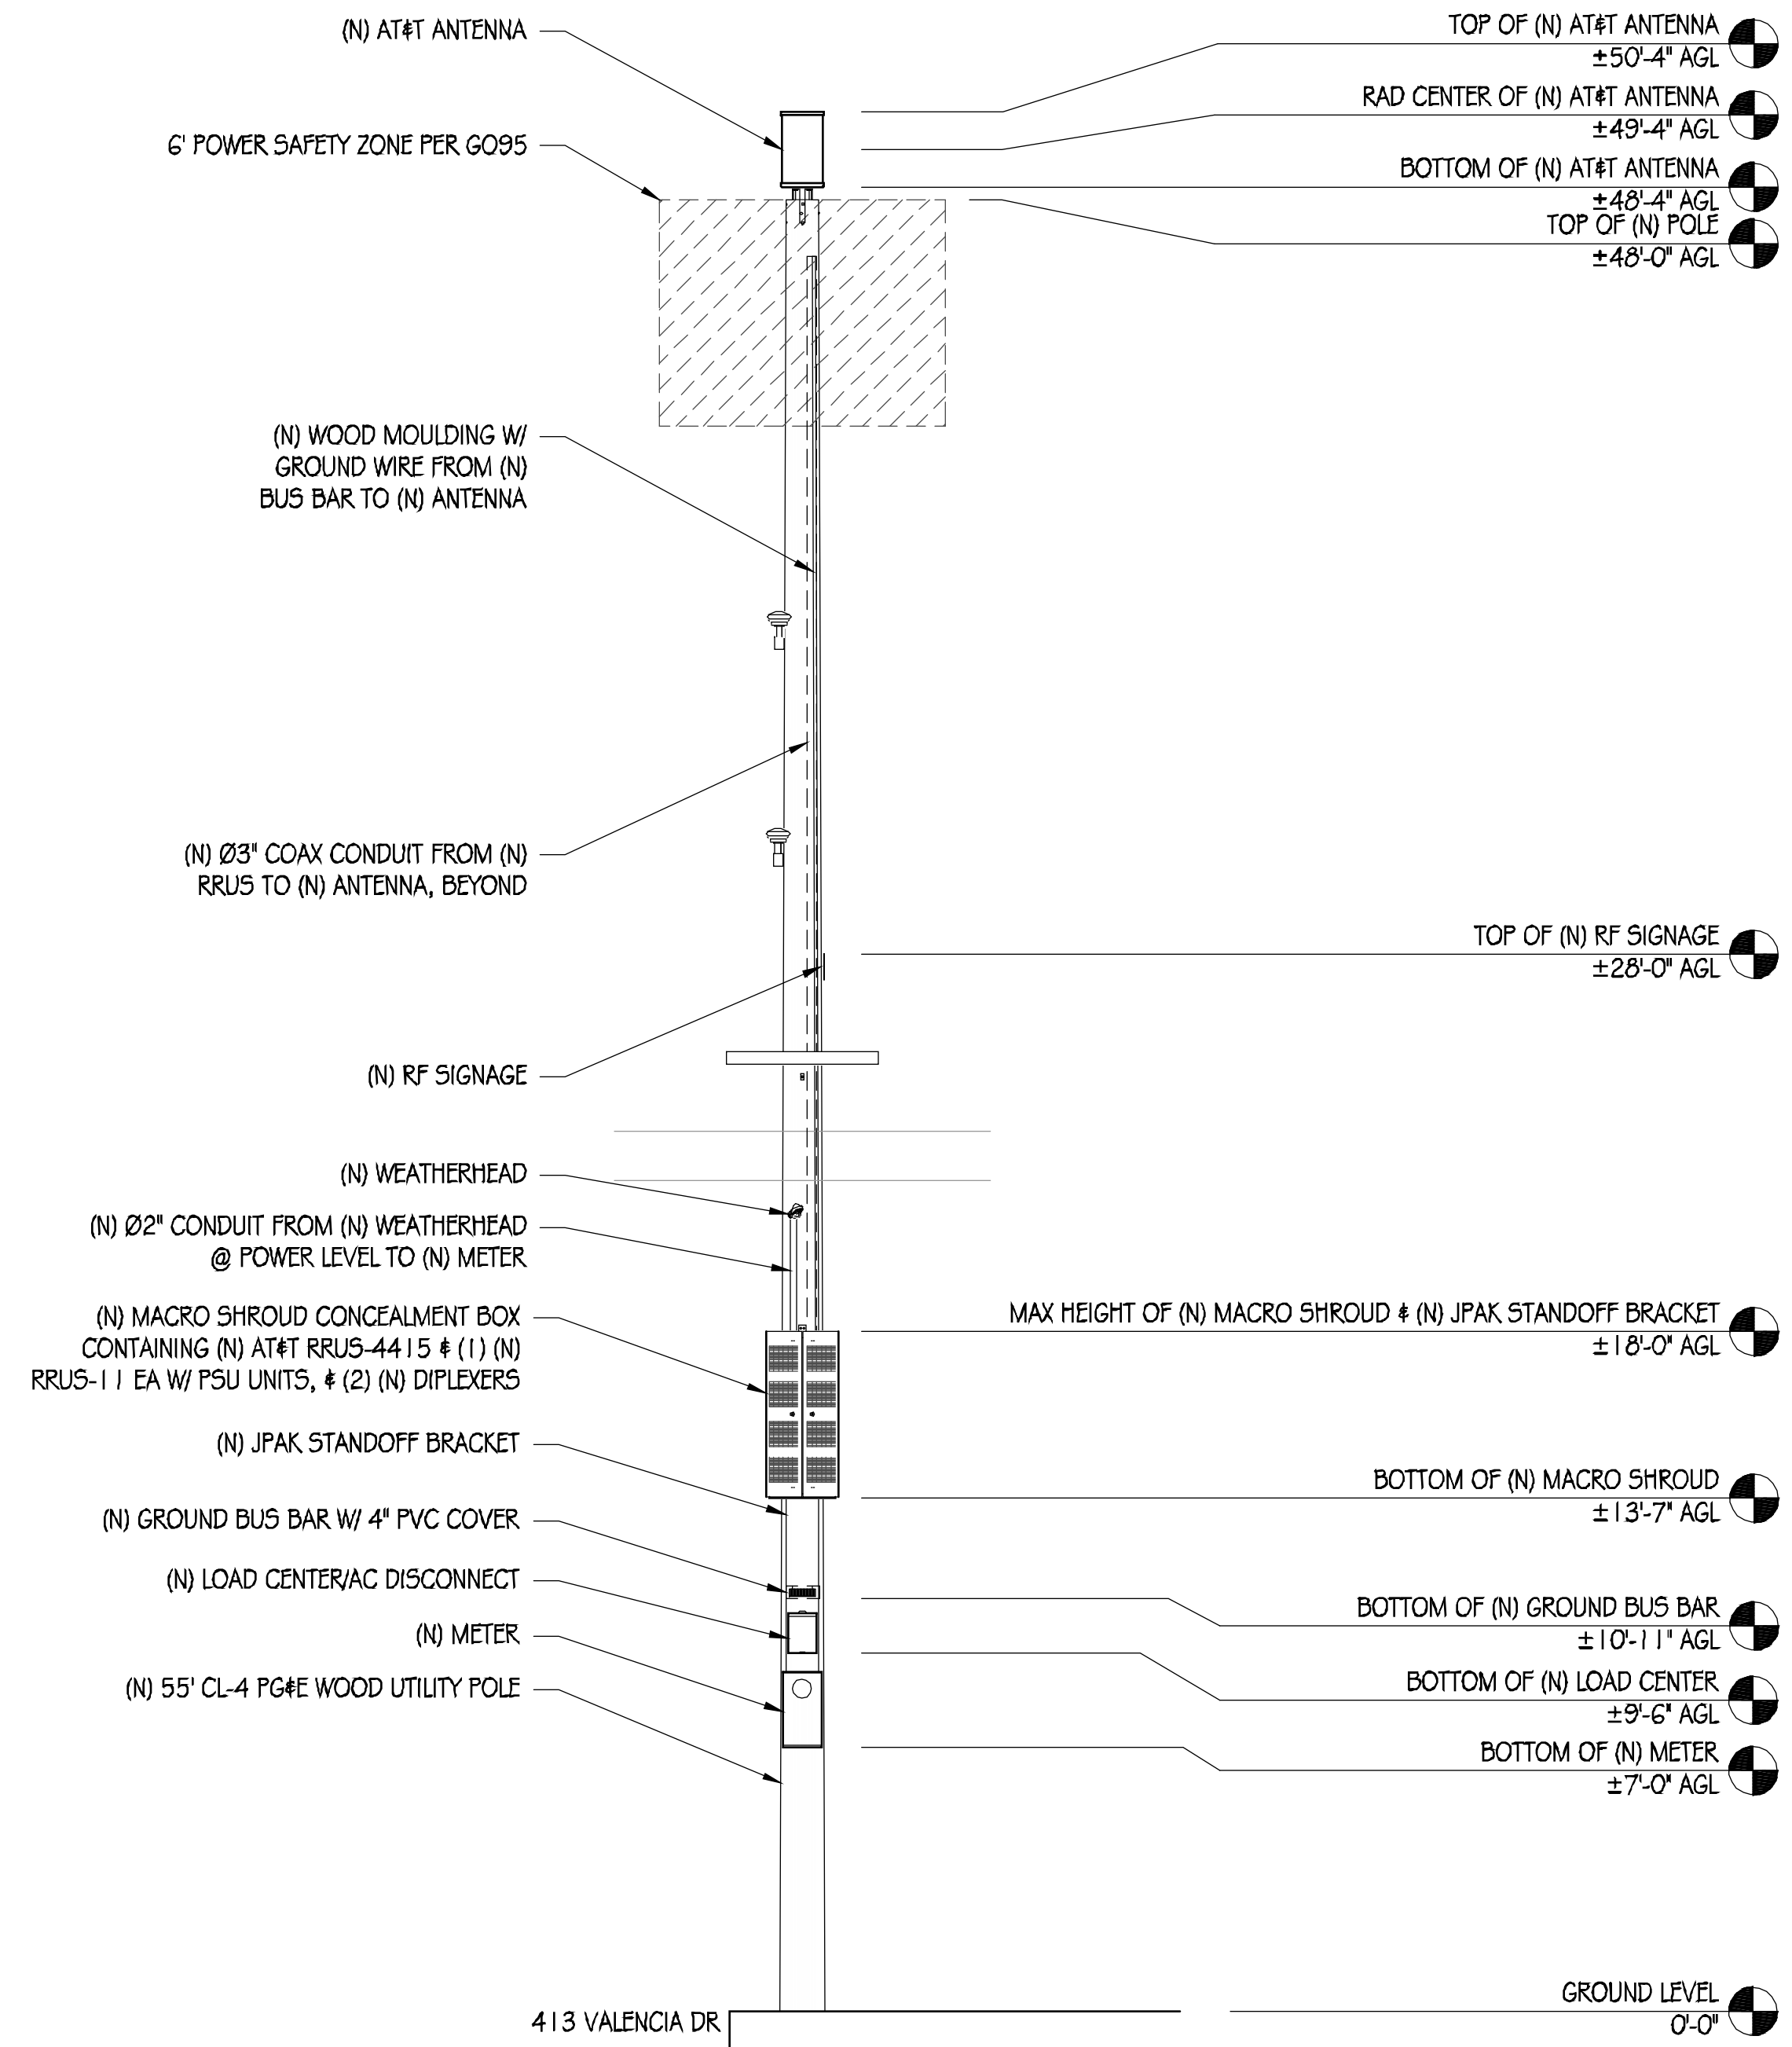 (N) AT&T ANTENNA
6' POWER SAFETY ZONE PER GO95
(N) WOOD MOULDING W/
GROUND WIRE FROM (N)
BUS BAR TO (N) ANTENNA
(N) Ø3" COAX CONDUIT FROM (N)
RRUS TO (N) ANTENNA, BEYOND
(N) RF SIGNAGE
(N) WEATHERHEAD
(N) Ø2" CONDUIT FROM (N) WEATHERHEAD
@ POWER LEVEL TO (N) METER
(N) MACRO SHROUD CONCEALMENT BOX
CONTAINING (N) AT&T RRUS-4415 & (1) (N)
RRUS-11 EA W/ PSU UNITS, & (2) (N) DIPLEXERS
(N) JPAK STANDOFF BRACKET
(N) GROUND BUS BAR W/ 4" PVC COVER
(N) LOAD CENTER/AC DISCONNECT
(N) METER
(N) 55' CL-4 PG&E WOOD UTILITY POLE
413 VALENCIA DR
TOP OF (N) AT&T ANTENNA
±50'-4" AGL
RAD CENTER OF (N) AT&T ANTENNA
±49'-4" AGL
BOTTOM OF (N) AT&T ANTENNA
±48'-4" AGL
TOP OF (N) POLE
±48'-0" AGL
TOP OF (N) RF SIGNAGE
±28'-0" AGL
MAX HEIGHT OF (N) MACRO SHROUD & (N) JPAK STANDOFF BRACKET
±18'-0" AGL
BOTTOM OF (N) MACRO SHROUD
±13'-7" AGL
BOTTOM OF (N) GROUND BUS BAR
±10'-11" AGL
BOTTOM OF (N) LOAD CENTER
±9'-6" AGL
BOTTOM OF (N) METER
±7'-0" AGL
GROUND LEVEL
0'-0"